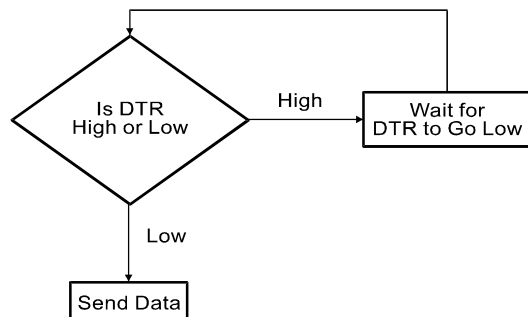 Is DTR
High or Low
High
Wait for
DTR to Go Low
Low
Send Data